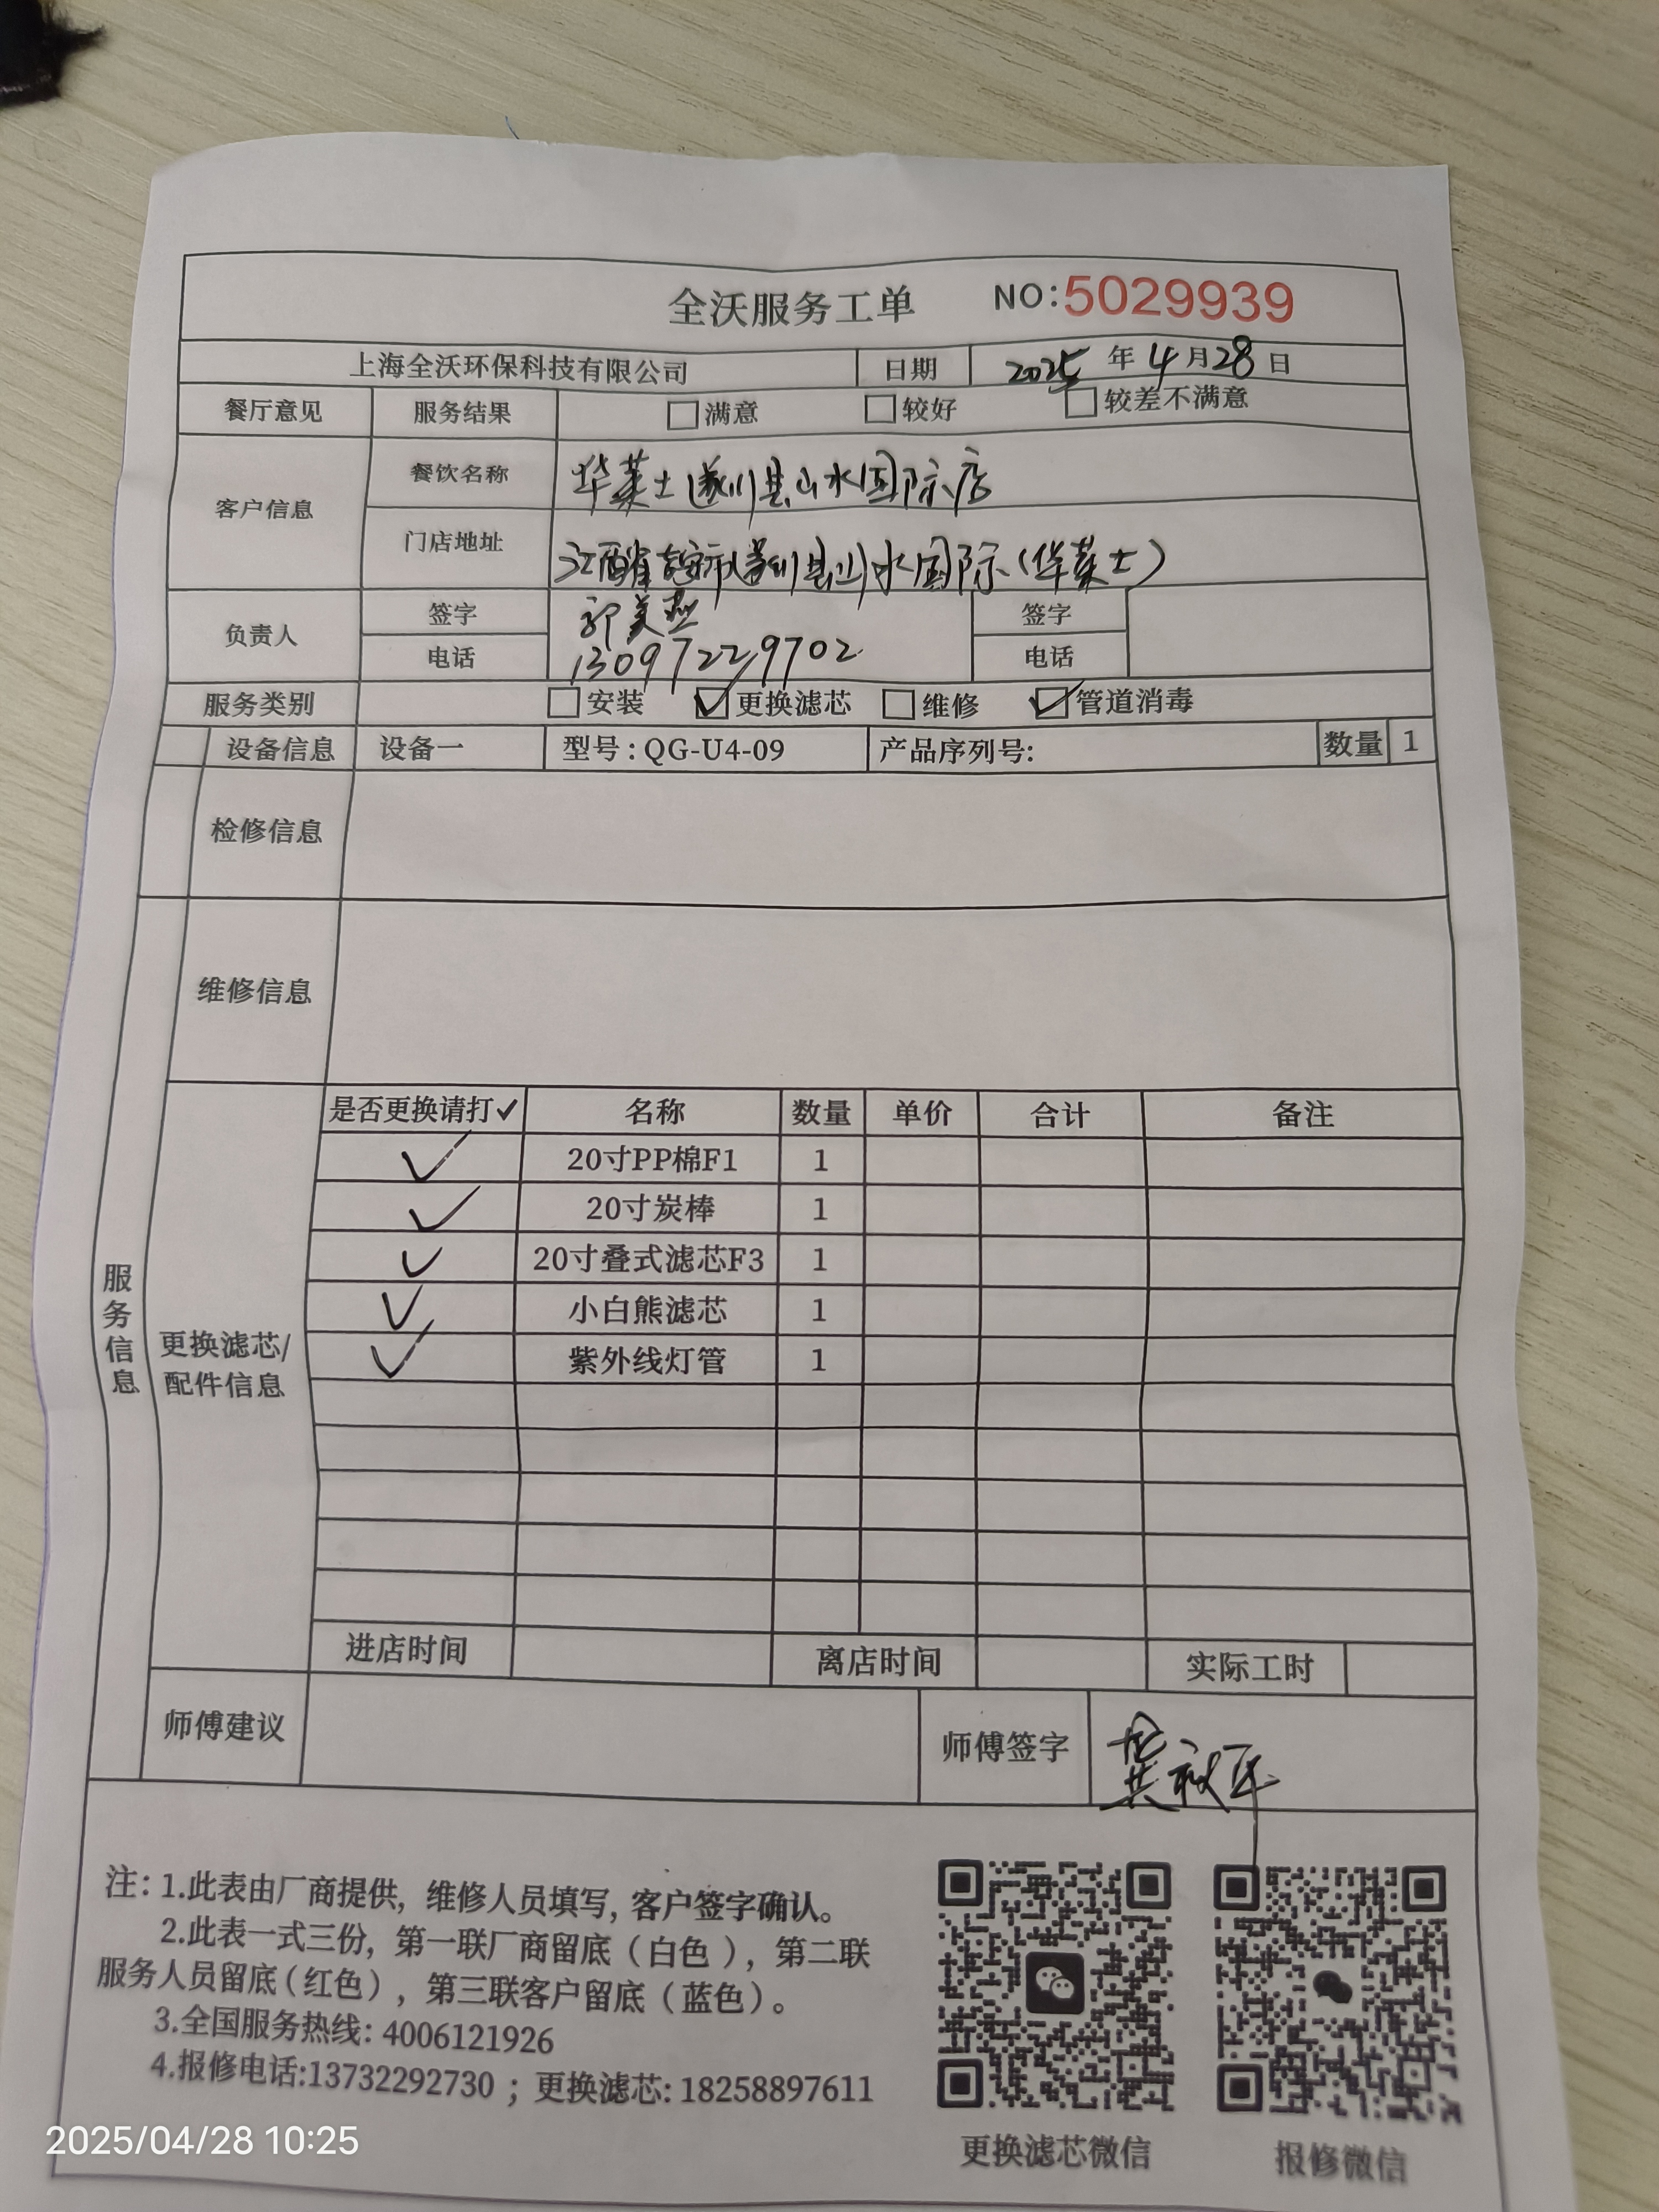 全沃服务工单 NO:5029939
上海全沃环保科技有限公司 日期 2025 年 4 月 28 日
餐厅意见 服务结果 □满意 □较好 □较差不满意
客户信息 餐饮名称 华莱士遂川县山水国际店
门店地址 江西省吉安市遂川县山水国际(华莱士)
负责人 签字 郭美燕 签字
电话 13097229702 电话
服务类别 □安装 ☑更换滤芯 □维修 ☑管道消毒
设备信息 设备一 型号:QG-U4-09 产品序列号: 数量 1
检修信息
维修信息
服务信息
更换滤芯/
配件信息
是否更换请打✓ 名称 数量 单价 合计 备注
✓ 20寸PP棉F1 1
✓ 20寸炭棒 1
✓ 20寸叠式滤芯F3 1
✓ 小白熊滤芯 1
✓ 紫外线灯管 1
进店时间 离店时间 实际工时
师傅建议 师傅签字
注: 1.此表由厂商提供, 维修人员填写, 客户签字确认。
2.此表一式三份, 第一联厂商留底(白色), 第二联
服务人员留底(红色), 第三联客户留底(蓝色)。
3.全国服务热线: 4006121926
4.报修电话:13732292730 ; 更换滤芯: 18258897611
更换滤芯微信 报修微信
2025/04/28 10:25